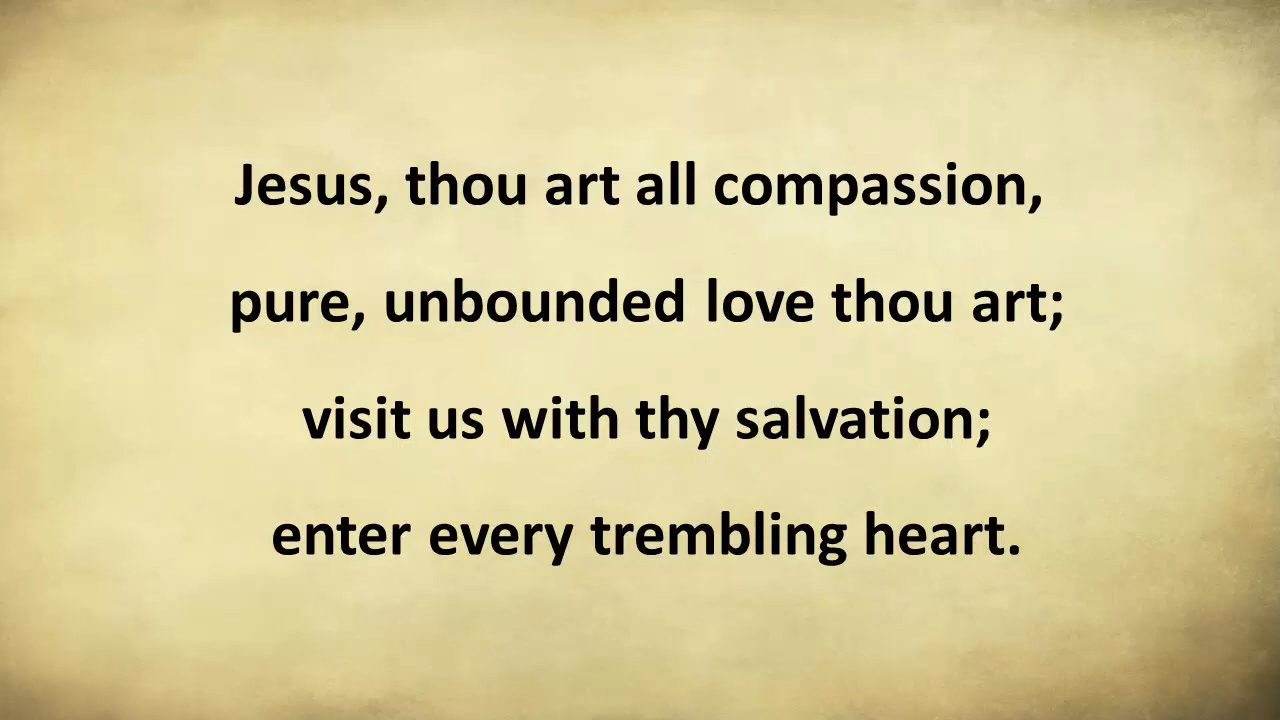 Jesus, thou art all compassion,
pure, unbounded love thou art;
visit us with thy salvation;
enter every trembling heart.